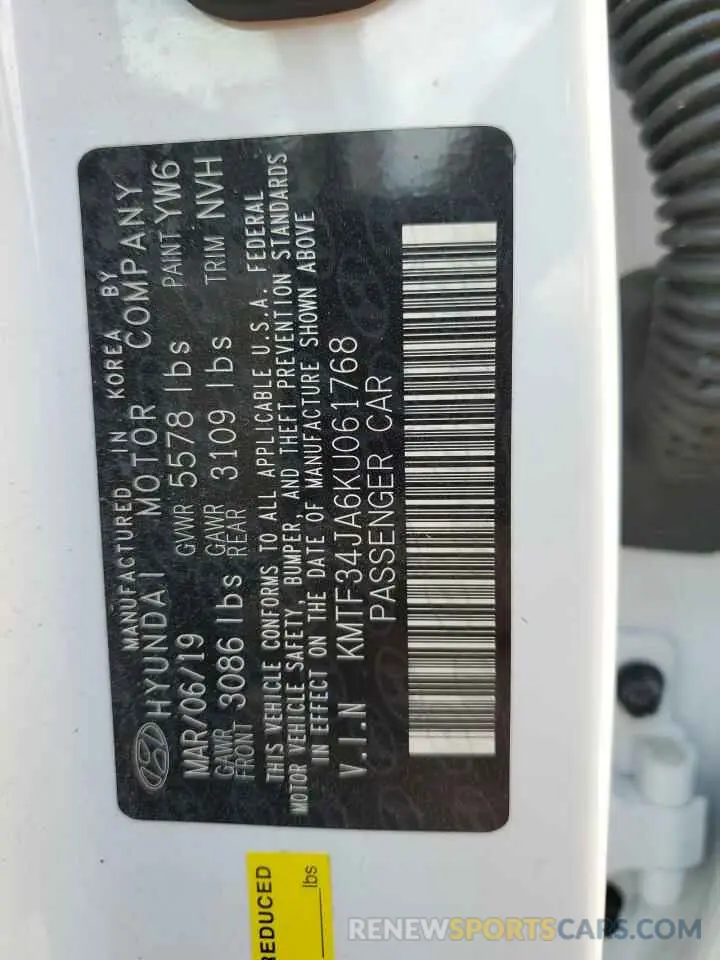 MANUFACTURED IN KOREA BY
HYUNDAI MOTOR COMPANY
MAR/06/19 GVWR 5578 lbs PAINT YW6
GAWR FRONT 3086 lbs GAWR REAR 3109 lbs TRIM NVH
THIS VEHICLE CONFORMS TO ALL APPLICABLE U.S.A. FEDERAL
MOTOR VEHICLE SAFETY, BUMPER, AND THEFT PREVENTION STANDARDS
IN EFFECT ON THE DATE OF MANUFACTURE SHOWN ABOVE
V.I.N KMTF34JA6KU061768
PASSENGER CAR
REDUCED
lbs
RENEWSPORTSCARS.COM